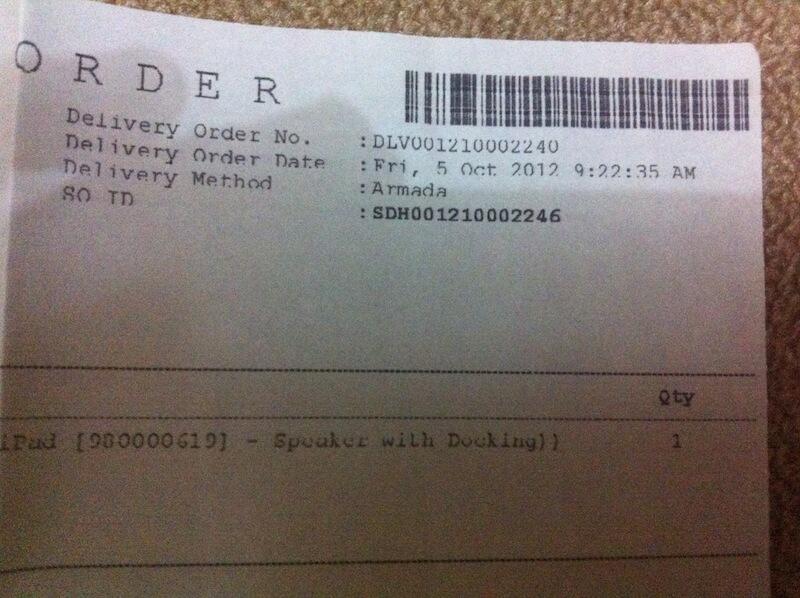 ORDER
Delivery Order No. :DLV001210002240
Delivery Order Date :Fri, 5 Oct 2012 9:22:35 AM
Delivery Method :Armada
SO ID :SDH001210002246
Qty
iPad [980000619] - Speaker with Docking)) 1